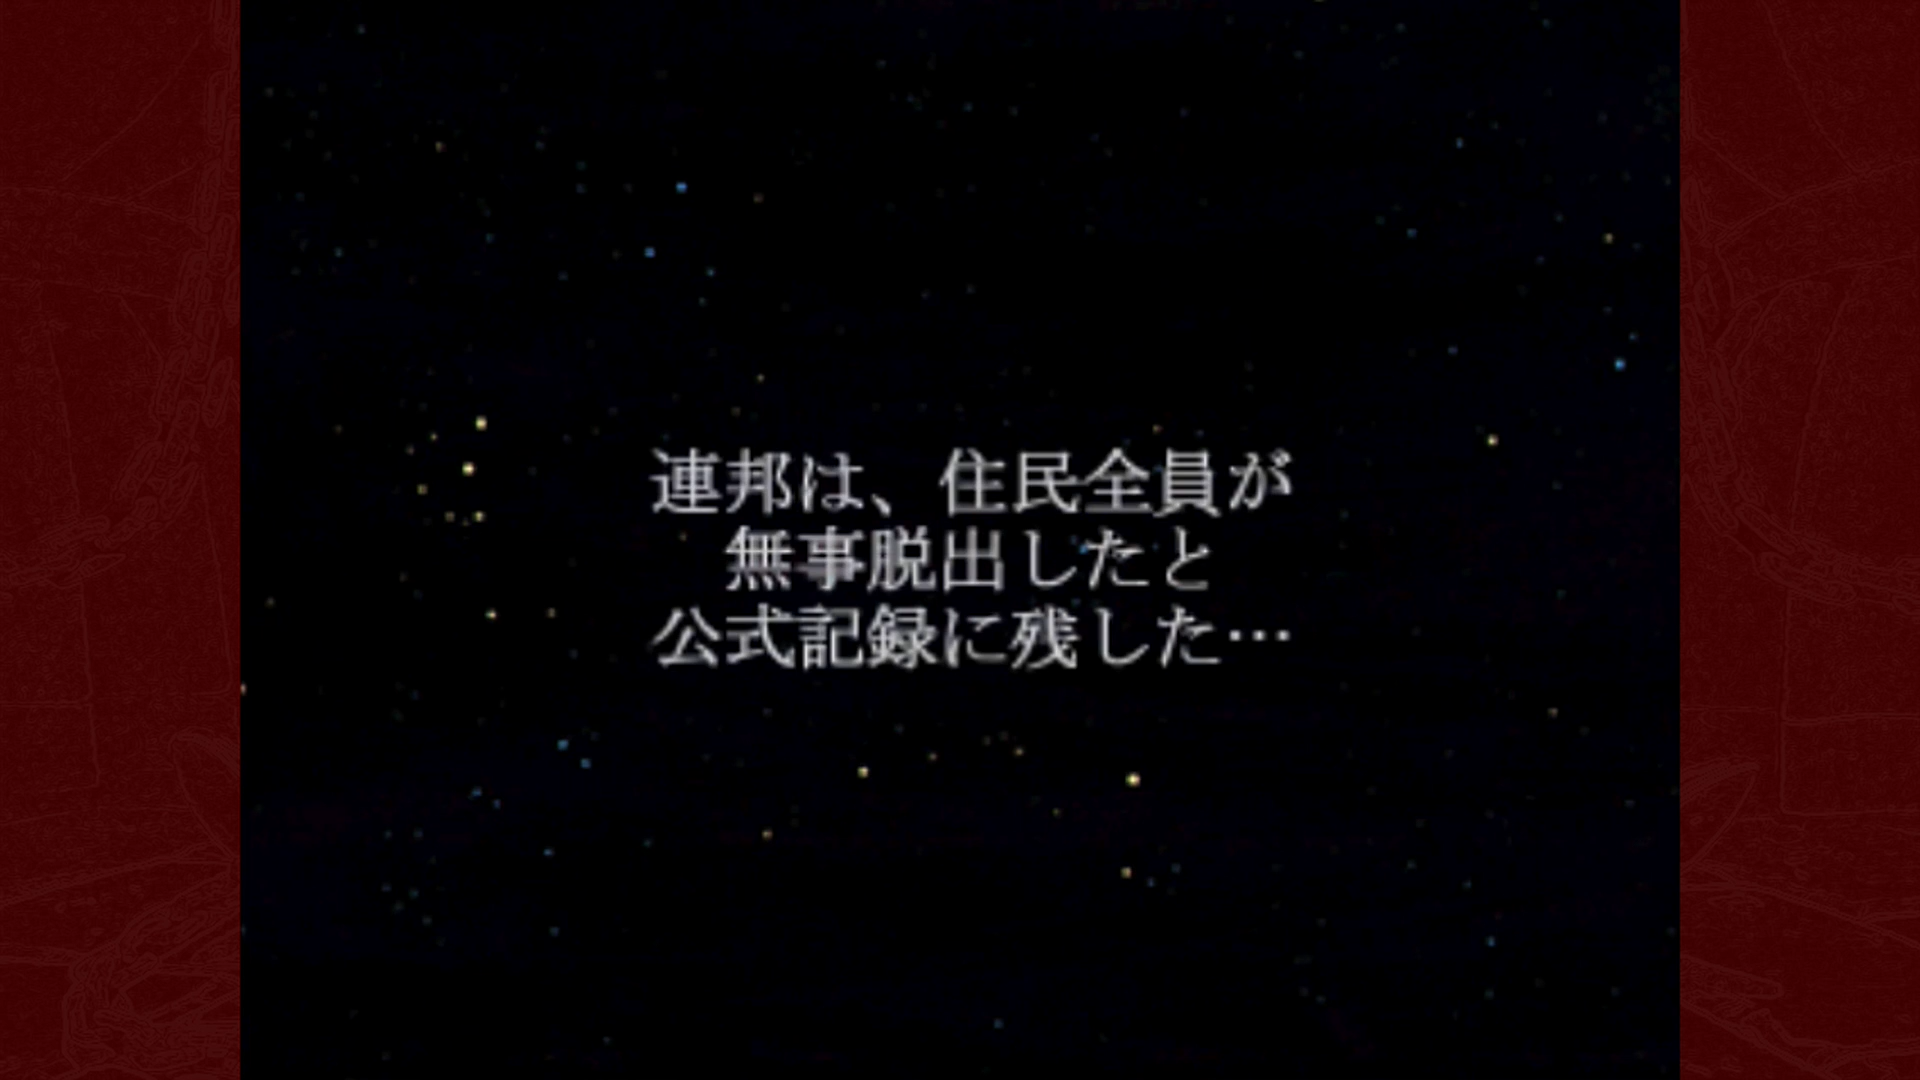 連邦は、住民全員が
無事脱出したと
公式記録に残した…